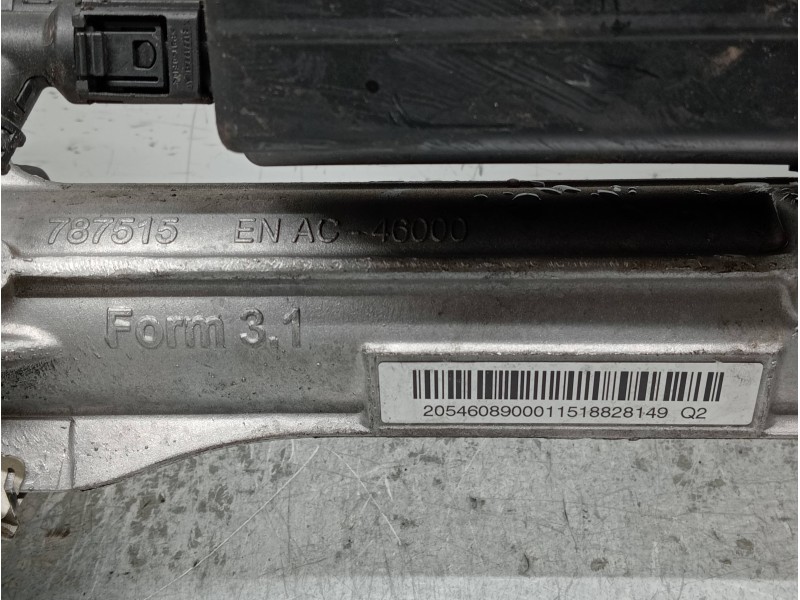 787515 EN AC - 46000
Form 3.1
2054608900011518828149 Q2